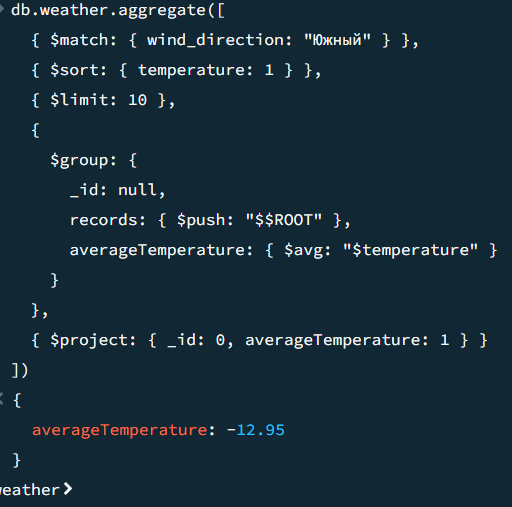 db.weather.aggregate([
{ $match: { wind_direction: "Южный" } },
{ $sort: { temperature: 1 } },
{ $limit: 10 },
{
$group: {
_id: null,
records: { $push: "$$ROOT" },
averageTemperature: { $avg: "$temperature" }
}
},
{ $project: { _id: 0, averageTemperature: 1 } }
])
{
averageTemperature: -12.95
}
weather>